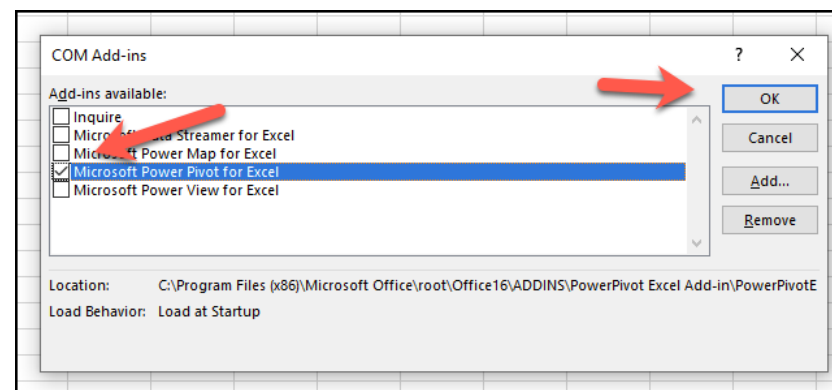 COM Add-ins
?
Add-ins available:
OK
Inquire
Cancel
Streamer for Excel
Power Map for Excel
Microsoft Power Pivot for Excel
Add...
Microsoft Power View for Excel
Remove
Location: C:\Program Files (x86)\Microsoft Office\root\Office16\ADDINS\PowerPivot Excel Add-in\PowerPivotE
Load Behavior: Load at Startup